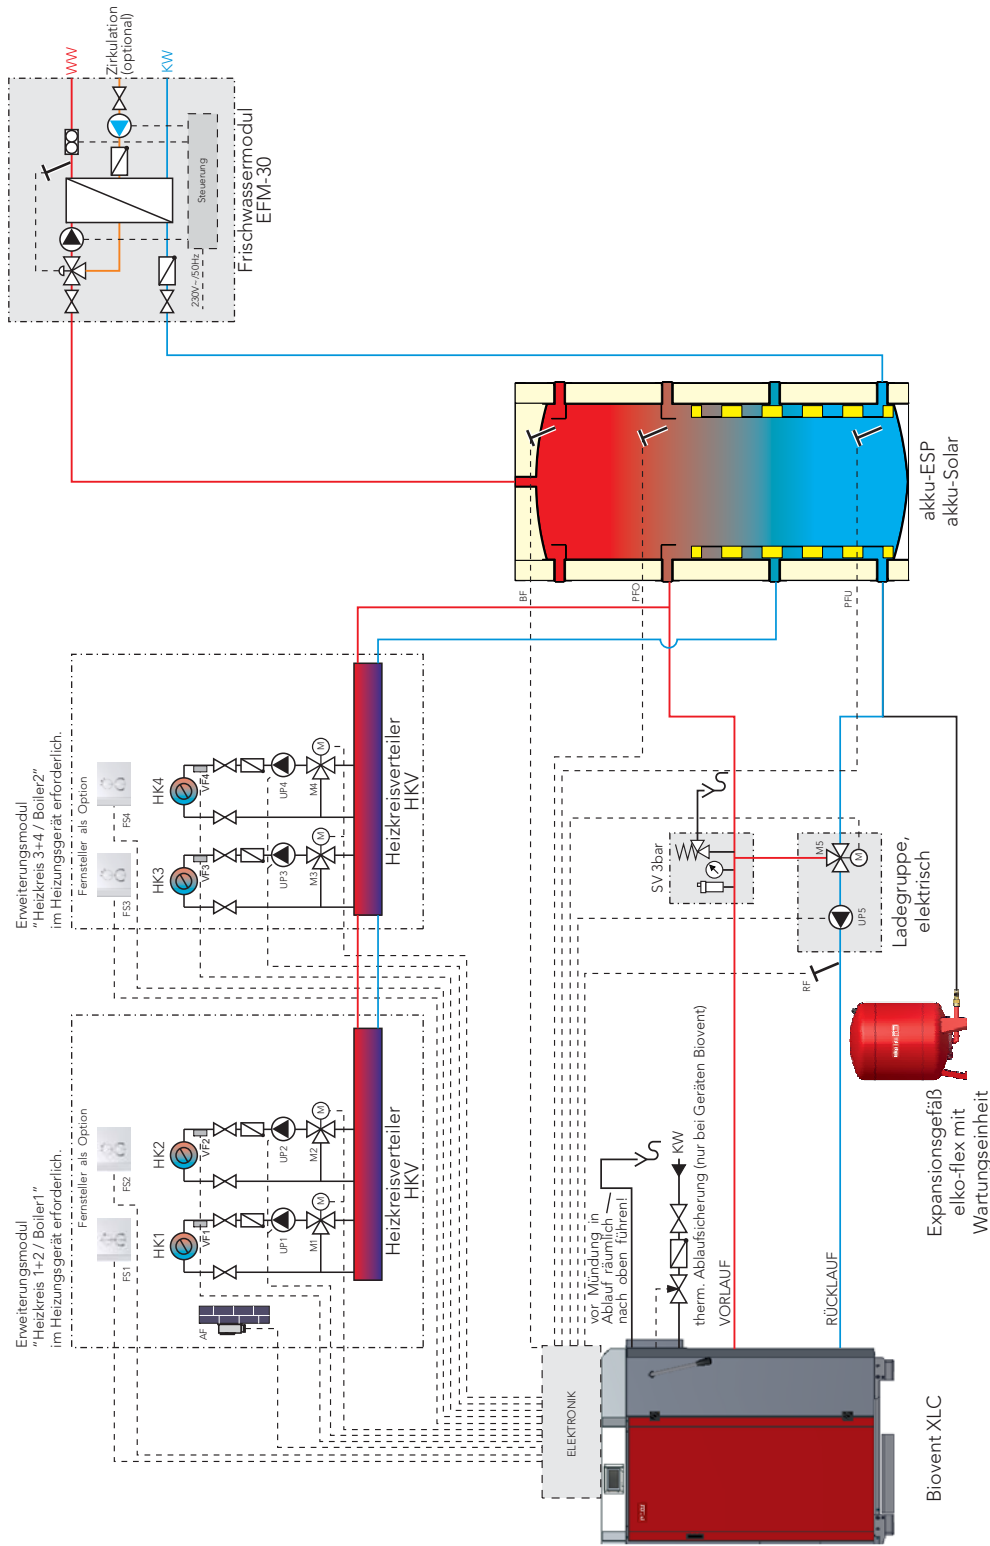 WW
Zirkulation
(optional)
KW
Steuerung
230V~/50Hz
Frischwassermodul
EFM-30
akku-ESP
akku-Solar
BF
PFO
PFU
Erweiterungsmodul
"Heizkreis 3+4 / Boiler2"
im Heizungsgerät erforderlich.
Fernsteller als Option
FS3
FS4
HK3
HK4
VF3
VF4
UP3
UP4
M3
M4
M
M
Heizkreisverteiler
HKV
Erweiterungsmodul
"Heizkreis 1+2 / Boiler1"
im Heizungsgerät erforderlich.
Fernsteller als Option
FS1
FS2
HK1
HK2
VF1
VF2
UP1
UP2
M1
M2
M
M
AF
Heizkreisverteiler
HKV
SV 3bar
M5
M
UP5
Ladegruppe,
elektrisch
RF
vor Mündung in
Ablauf räumlich
nach oben führen!
KW
therm. Ablaufsicherung (nur bei Geräten Biovent)
VORLAUF
RÜCKLAUF
Expansionsgefäß
elko-flex mit
Wartungseinheit
ELEKTRONIK
Biovent XLC